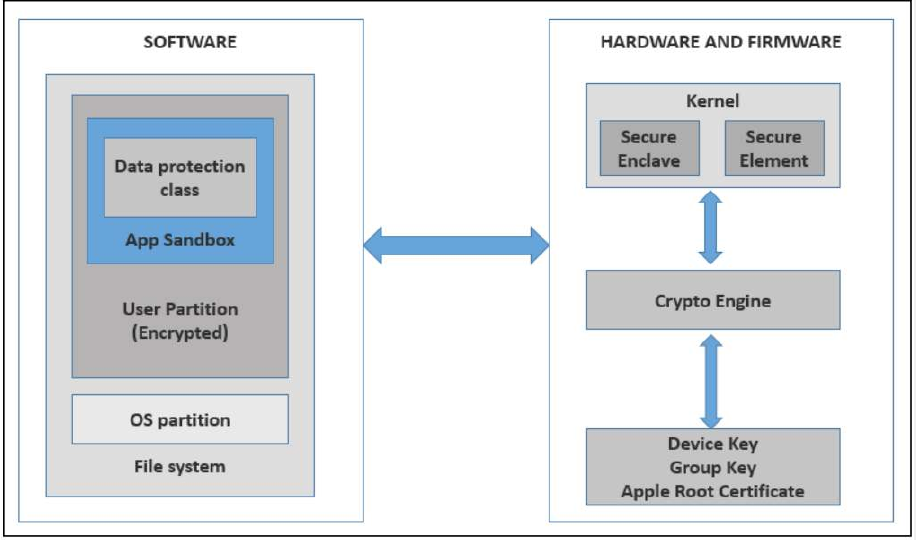 SOFTWARE
Data protection
class
App Sandbox
User Partition
(Encrypted)
OS partition
File system
HARDWARE AND FIRMWARE
Kernel
Secure
Enclave
Secure
Element
Crypto Engine
Device Key
Group Key
Apple Root Certificate